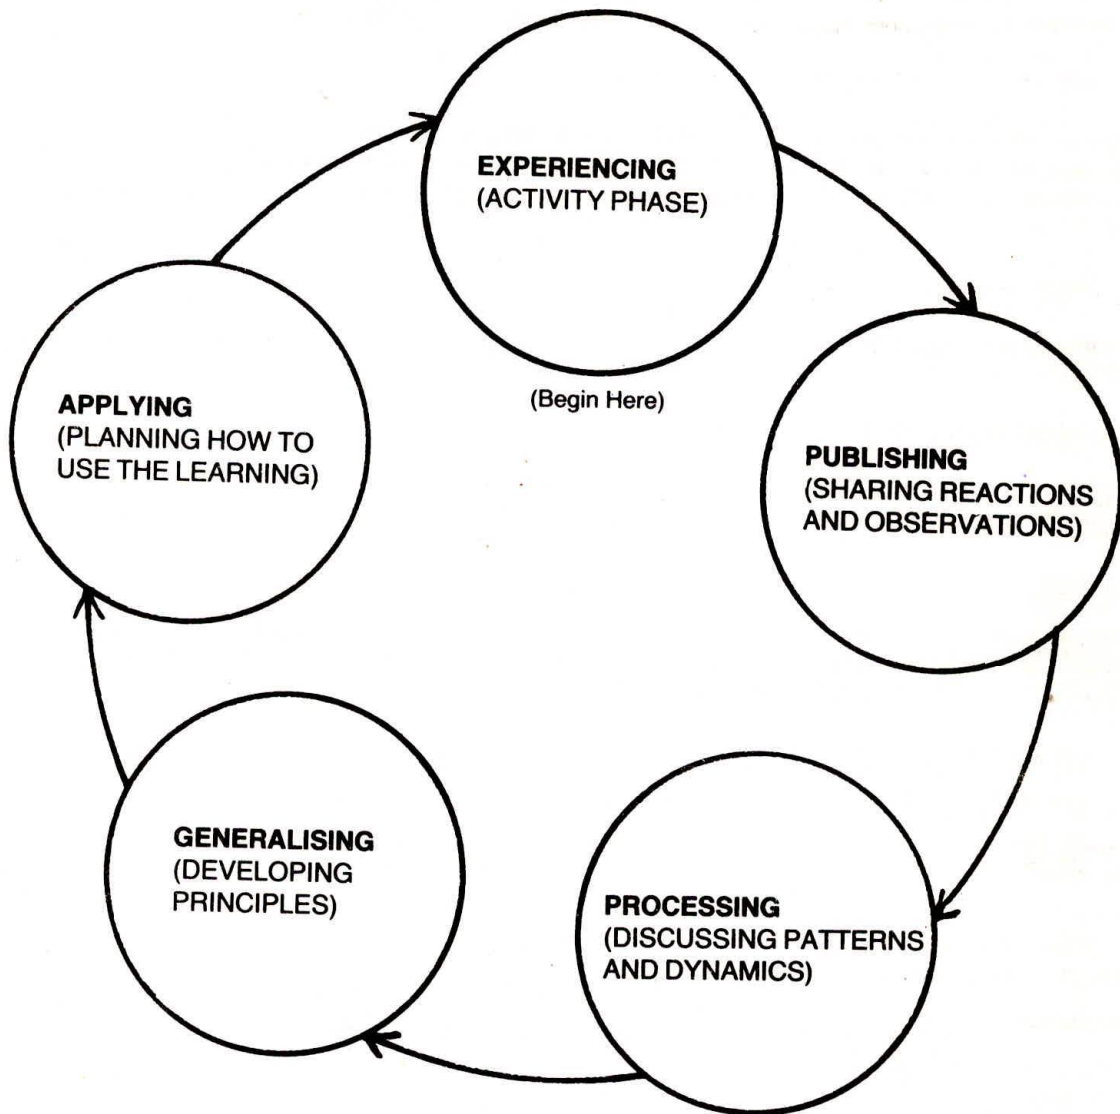 EXPERIENCING
(ACTIVITY PHASE)
(Begin Here)
PUBLISHING
(SHARING REACTIONS
AND OBSERVATIONS)
PROCESSING
(DISCUSSING PATTERNS
AND DYNAMICS)
GENERALISING
(DEVELOPING
PRINCIPLES)
APPLYING
(PLANNING HOW TO
USE THE LEARNING)